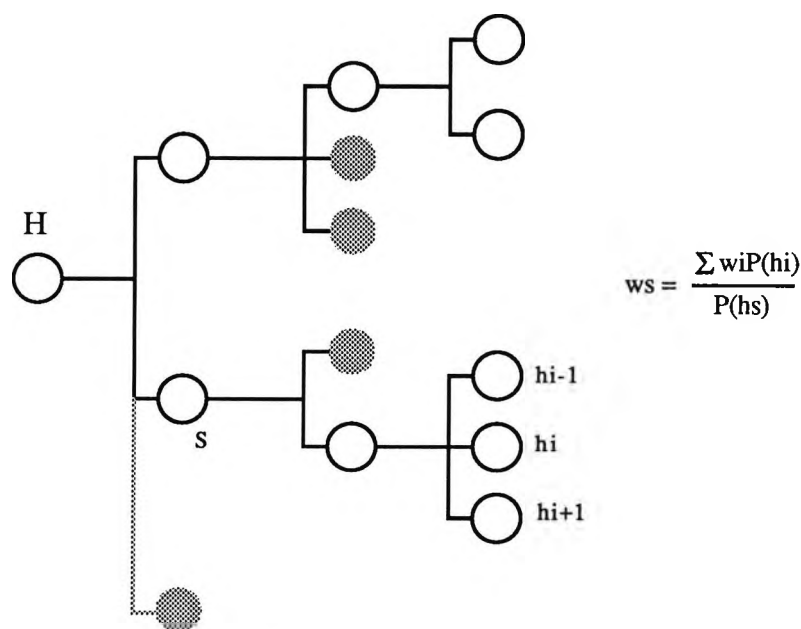 H
s
hi-1
hi
hi+1
ws = ∑ wiP(hi)
P(hs)